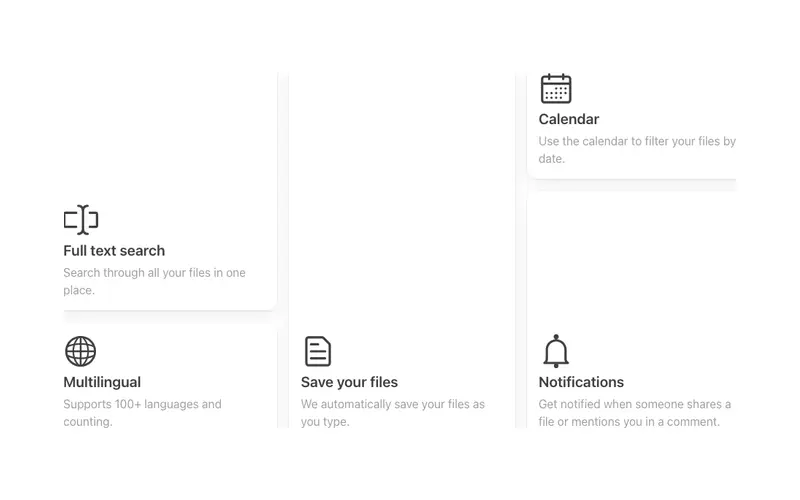 Calendar
Use the calendar to filter your files by
date.
Full text search
Search through all your files in one
place.
Multilingual
Supports 100+ languages and
counting.
Save your files
We automatically save your files as
you type.
Notifications
Get notified when someone shares a
file or mentions you in a comment.